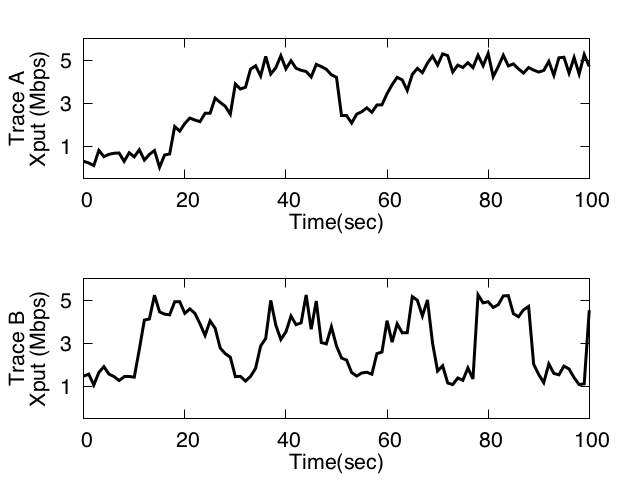 Trace A
Xput (Mbps)
5
3
1
0 20 40 60 80 100
Time(sec)
Trace B
Xput (Mbps)
5
3
1
0 20 40 60 80 100
Time(sec)